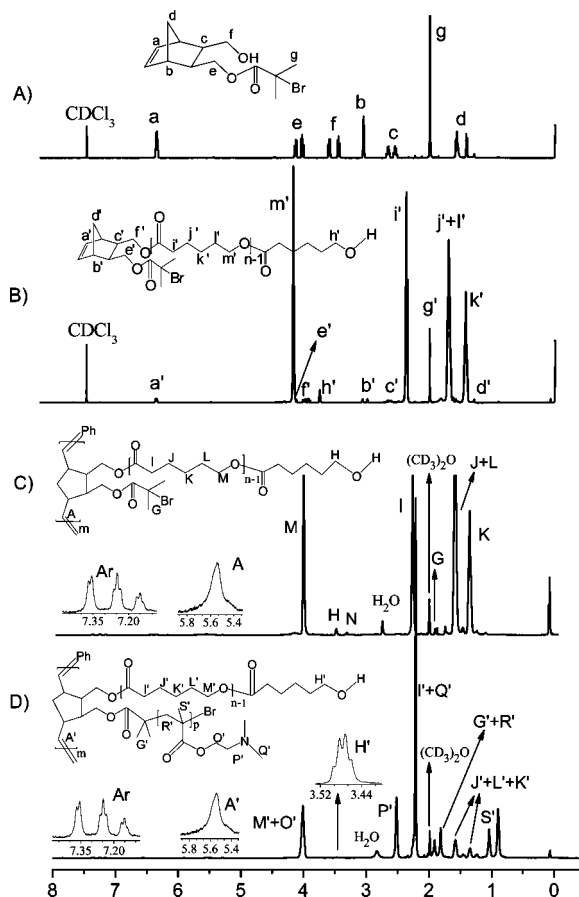 d
a
c
f
OH
g
b
e
O
O
Br
A)
CDCl3
a
e
f
b
c
g
d
d'
a'
c'
f'
O
O
i'
j'
k'
l'
m'
O
n-1
O
h'
O
H
b'
e'
O
O
Br
B)
CDCl3
a'
m'
e'
f'
h'
b'
c'
i'
g'
j'+l'
k'
d'
Ph
O
O
I
J
K
L
M
O
n-1
O
H
O
H
C)
O
O
Br
G
A
m
Ar
7.35 7.20
A
5.8 5.6 5.4
M
H
N
H2O
I
(CD3)2O
G
J+L
K
Ph
O
O
I'
J'
K'
L'
M'
O
n-1
O
H'
O
H
D)
O
O
G'
R'
S'
Br
p
O
O
O'
P'
N
Q'
A'
m
Ar
7.35 7.20
A'
5.8 5.6 5.4
H'
3.52 3.44
M'+O'
H2O
P'
I'+Q'
(CD3)2O
G'+R'
J'+L'+K'
S'
8 7 6 5 4 3 2 1 0